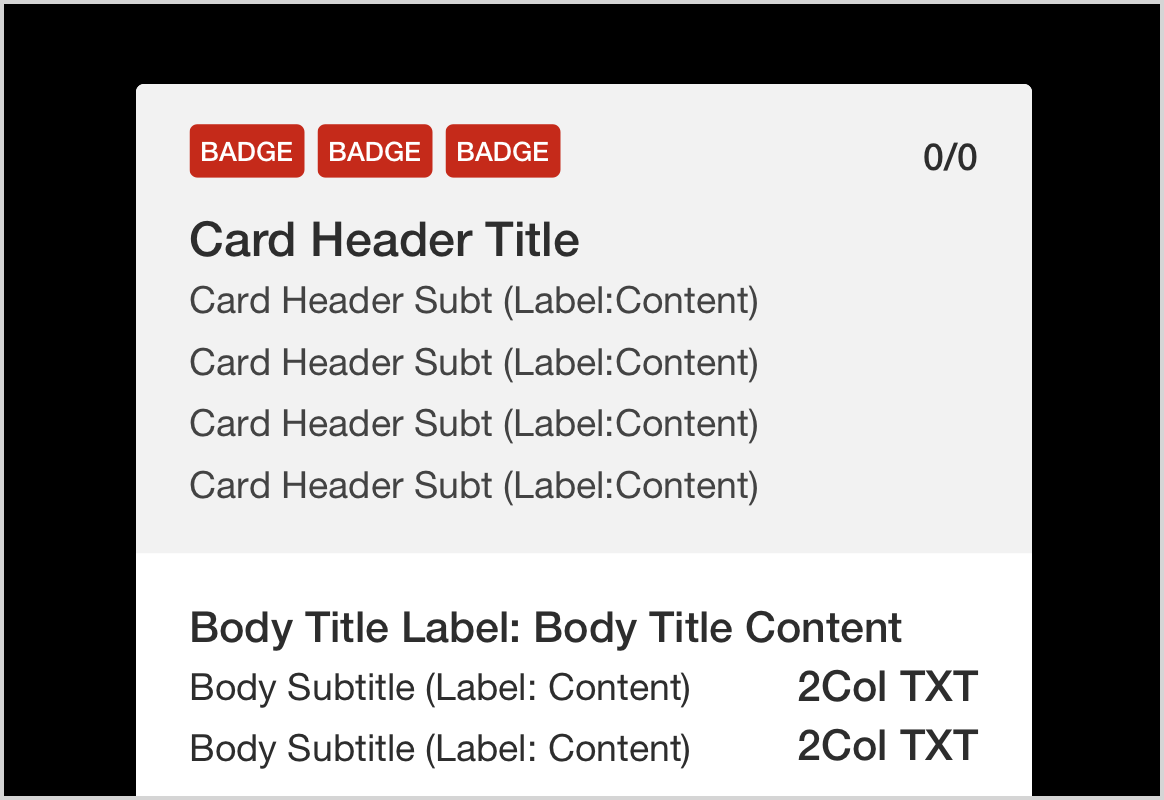 BADGE BADGE BADGE 0/0
Card Header Title
Card Header Subt (Label:Content)
Card Header Subt (Label:Content)
Card Header Subt (Label:Content)
Card Header Subt (Label:Content)
Body Title Label: Body Title Content
Body Subtitle (Label: Content) 2Col TXT
Body Subtitle (Label: Content) 2Col TXT